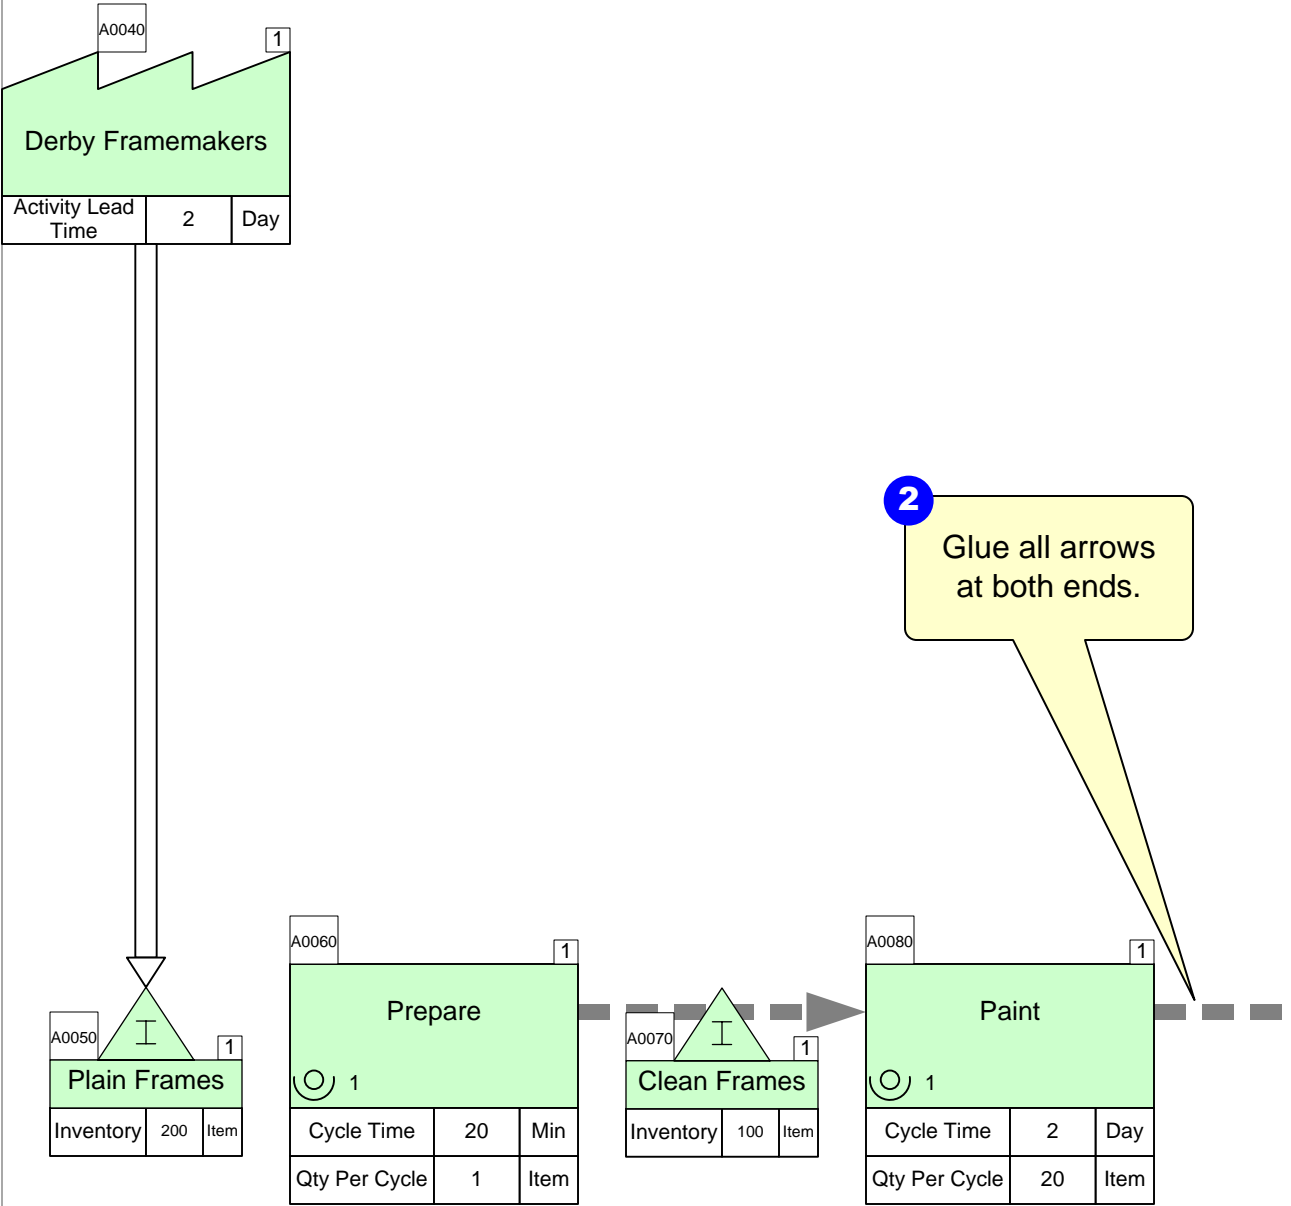 A0040
1
Derby Framemakers
Activity Lead
Time
2
Day
2
Glue all arrows
at both ends.
A0050
I
1
Plain Frames
Inventory
200
Item
A0060
1
Prepare
1
Cycle Time
20
Min
Qty Per Cycle
1
Item
A0070
I
1
Clean Frames
Inventory
100
Item
A0080
1
Paint
1
Cycle Time
2
Day
Qty Per Cycle
20
Item